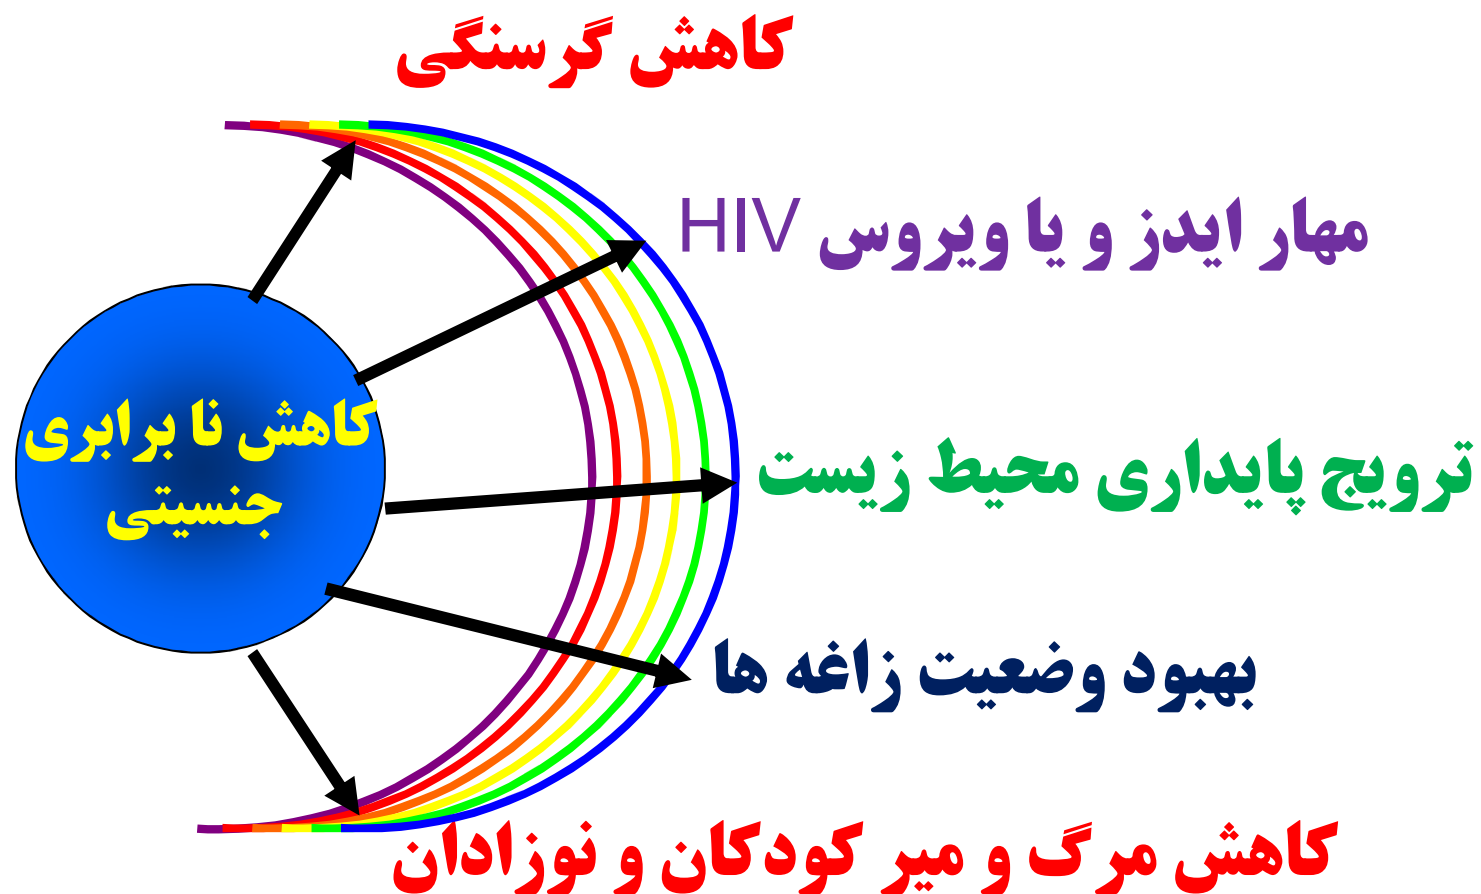 کاهش گرسنگی
مهار ایدز و یا ویروس HIV
کاهش نا برابری
جنسیتی
ترویج پایداری محیط زیست
بهبود وضعیت زاغه ها
کاهش مرگ و میر کودکان و نوزادان